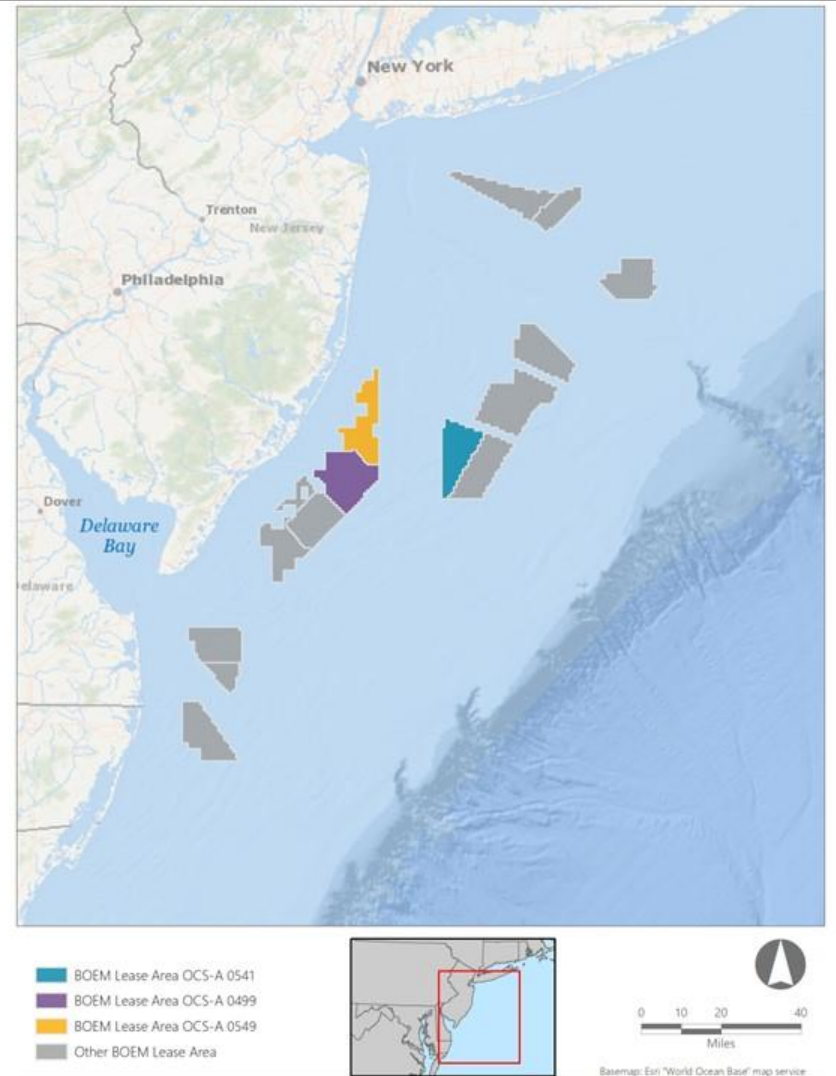 New York
Trenton
New Jersey
Philadelphia
Dover
Delaware
Bay
elaware
BOEM Lease Area OCS-A 0541
BOEM Lease Area OCS-A 0499
BOEM Lease Area OCS-A 0549
Other BOEM Lease Area
0 10 20 40
Miles
Basemap: Esri "World Ocean Base" map service